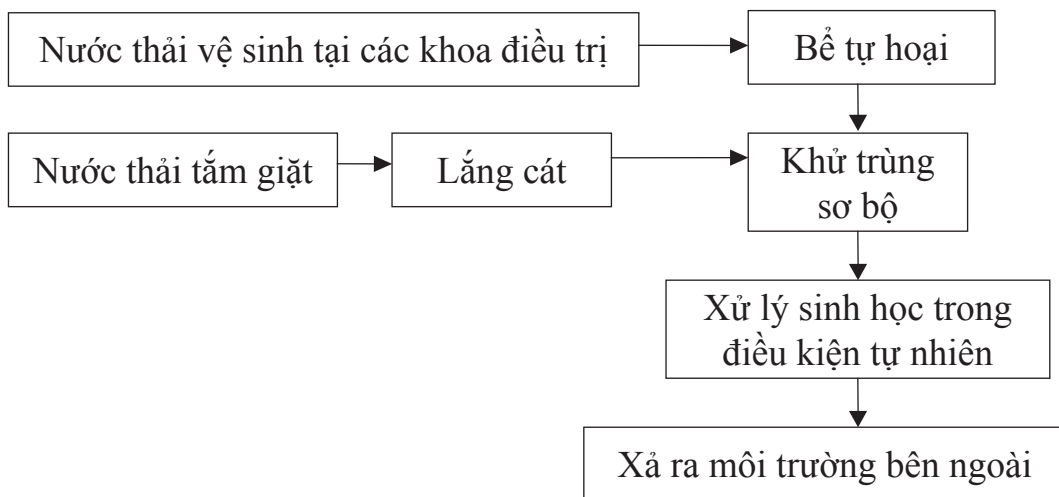 Nước thải vệ sinh tại các khoa điều trị
Bể tự hoại
Nước thải tắm giặt
Lắng cát
Khử trùng
sơ bộ
Xử lý sinh học trong
điều kiện tự nhiên
Xả ra môi trường bên ngoài